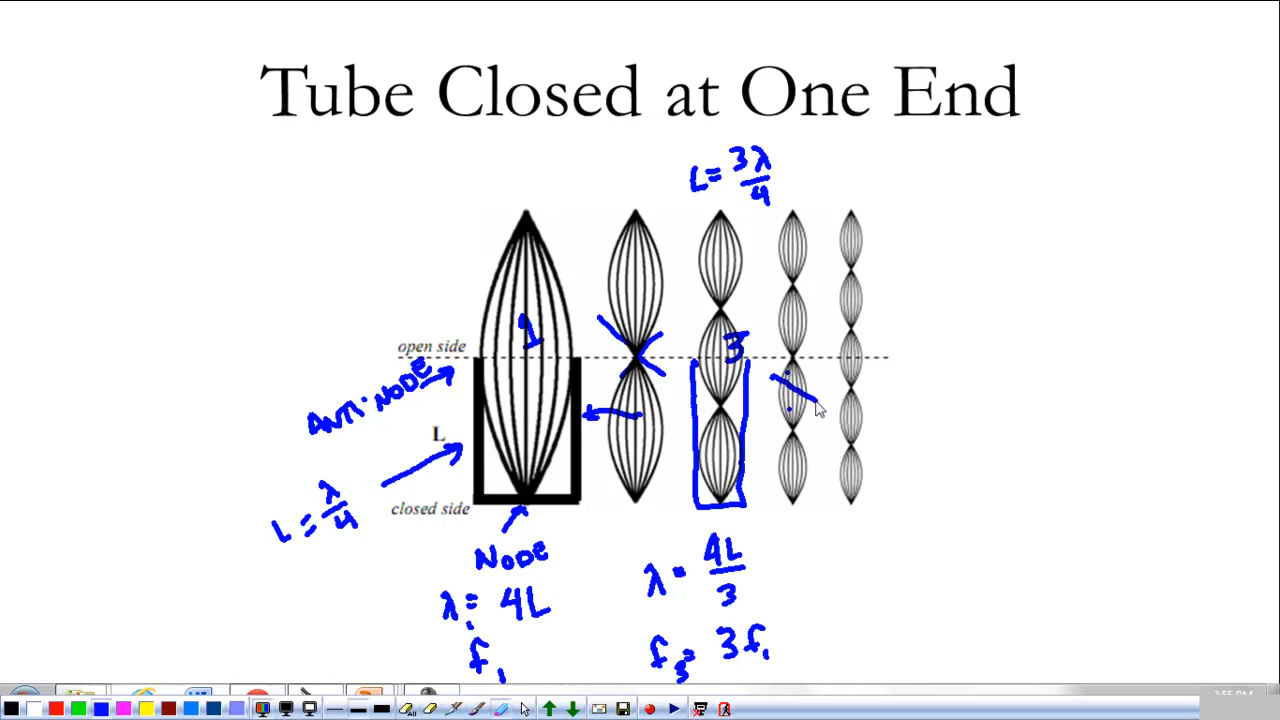 Tube Closed at One End
L = 3λ/4
open side
1
3
ANTI-NODE
L
L = λ/4
closed side
NODE
λ₁ = 4L
f₁
λ = 4L/3
f₃ = 3f₁